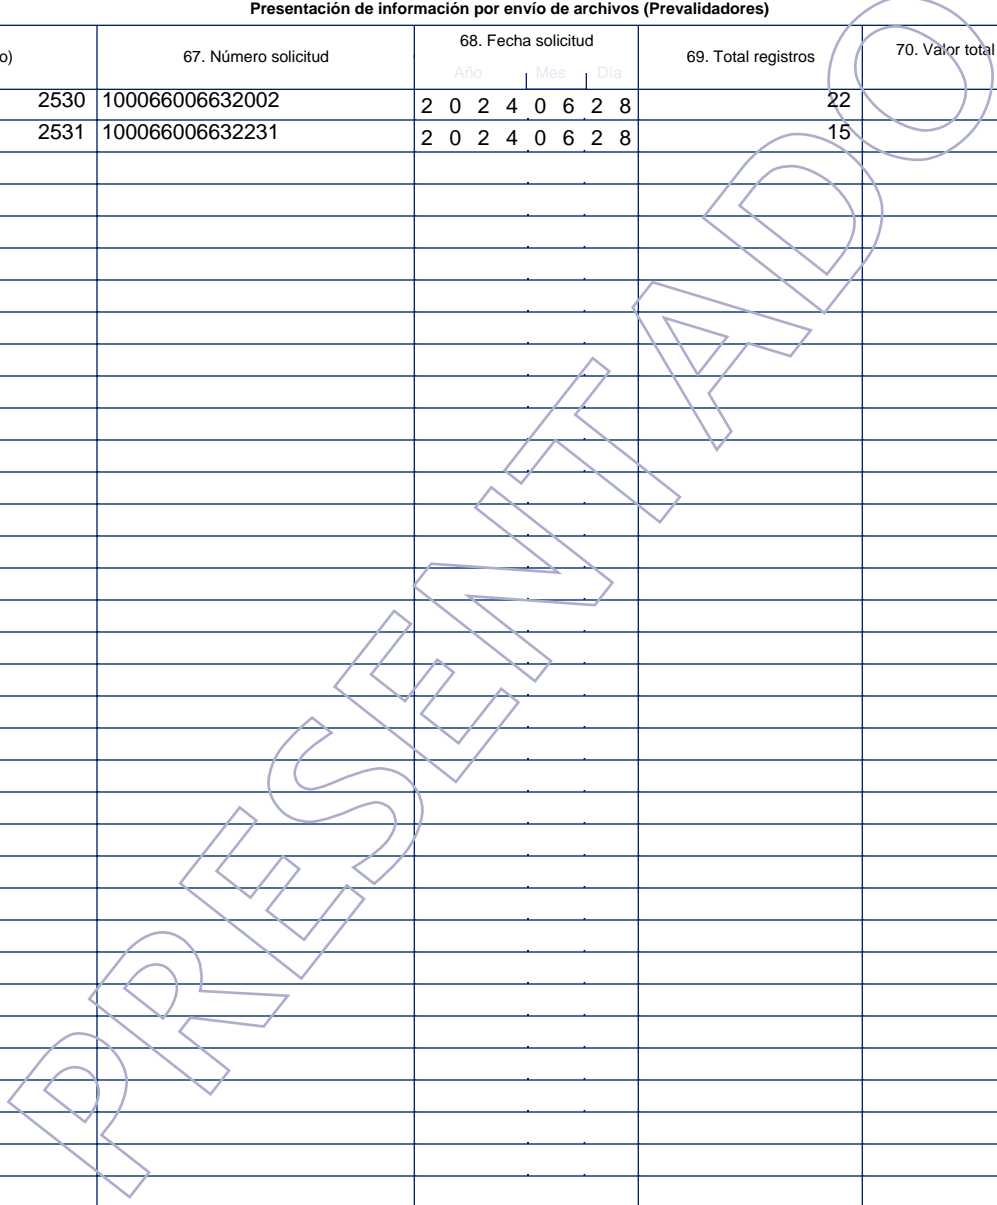 Presentación de información por envío de archivos (Prevalidadores)
o) 67. Número solicitud 68. Fecha solicitud 69. Total registros 70. Valor total
Año Mes Día
2530 100066006632002 2 0 2 4 0 6 2 8 22
2531 100066006632231 2 0 2 4 0 6 2 8 15
PRESENTADO